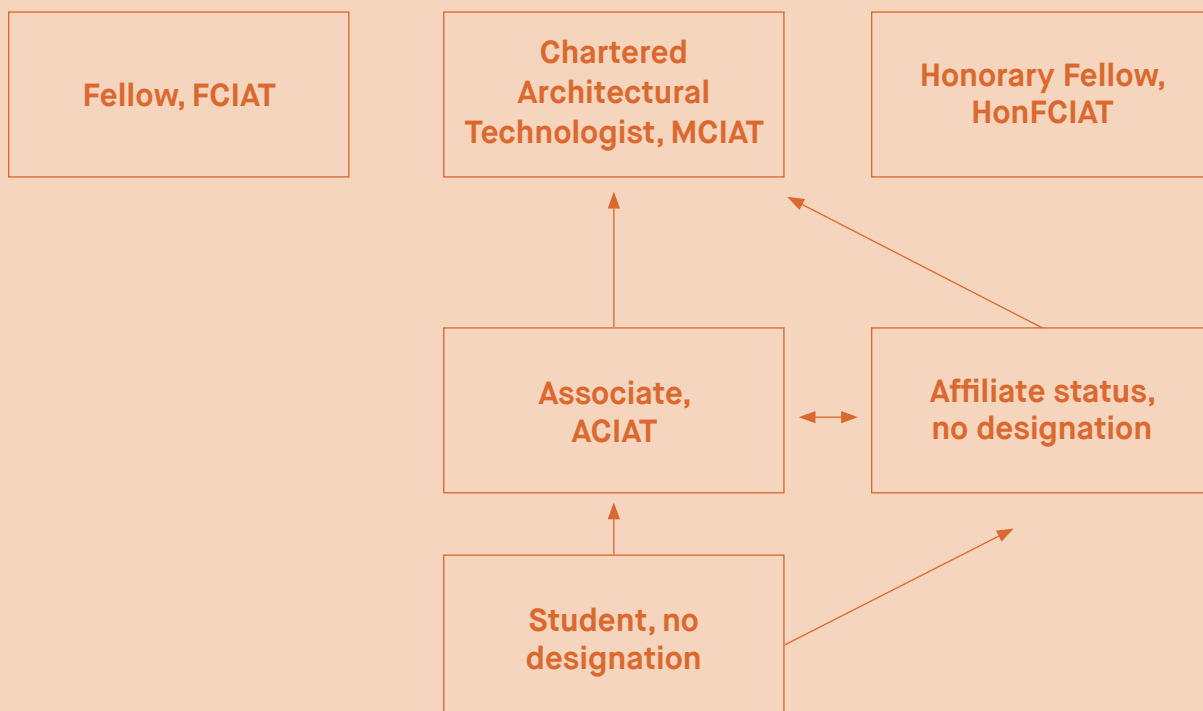 Fellow, FCIAT
Chartered
Architectural
Technologist, MCIAT
Honorary Fellow,
HonFCIAT
Associate,
ACIAT
Affiliate status,
no designation
Student, no
designation